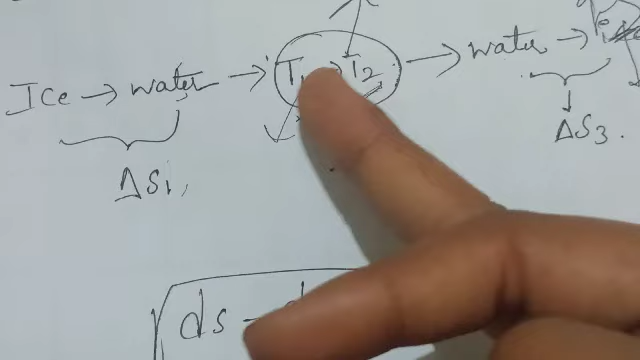 Ice → water → T₁ → T₂ → water →
ΔS₁, ΔS₃.
ds